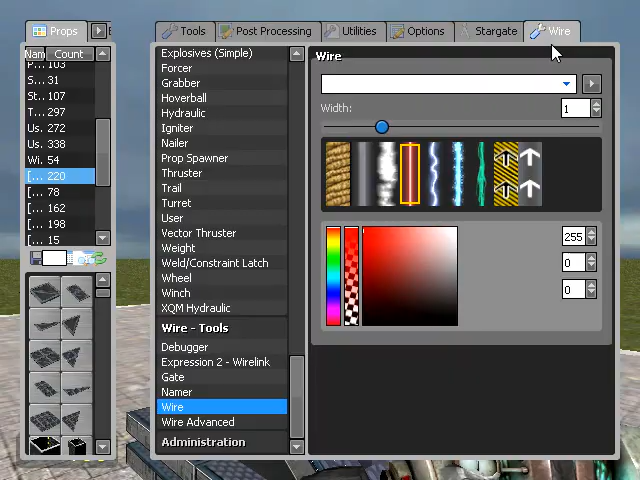 Props
Tools
Post Processing
Utilities
Options
Stargate
Wire
Nam
Count
P... 103
S... 31
St... 107
T... 297
Us. 272
Us. 338
Wi. 54
[... 220
[... 78
[... 162
[... 198
[... 15
Explosives (Simple)
Forcer
Grabber
Hoverball
Hydraulic
Igniter
Nailer
Prop Spawner
Thruster
Trail
Turret
User
Vector Thruster
Weight
Weld/Constraint Latch
Wheel
Winch
XQM Hydraulic
Wire - Tools
Debugger
Expression 2 - Wirelink
Gate
Namer
Wire
Wire Advanced
Administration
Wire
Width:
1
255
0
0